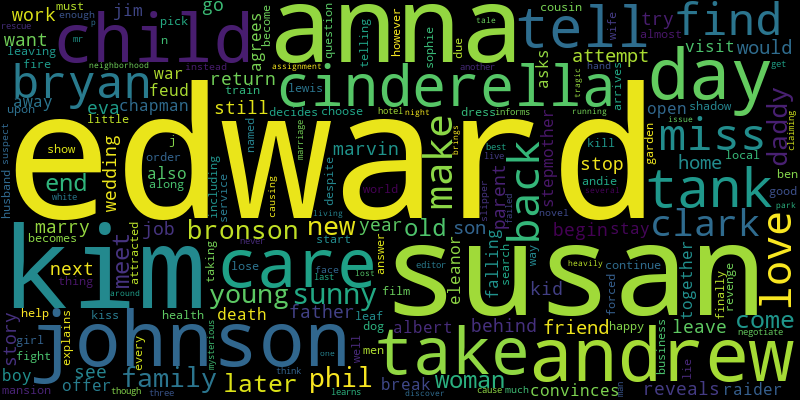 work jim go pick cousin tale
must enough become
child anna tell find
however question telling sophie due wife try almost
want leaving mr n agrees
fire instead assignment another hand
neighborhood
bryan war return train lewis asks attempt visit would
cinderella day
away feud dress informs arrives get
upon eva chapman still decides choose hotel night running open shadow daddy
little named j marvin tragic issue miss
edward
show order wedding also including service despite make brings best live kill stop garden home local claiming
husband suspect end along causing marriage back parent stepmother andie several tank ben good
white world slipper failed novel park
marry job bronson new year old son begin stay clark
becomes meet attracted living never start answer eleanor falling search way
kim care susan love
next taking lose face last lost editor heavily forced continue together finally revenge
thing around young sunny film kid
help kiss health death father leaf albert behind friend happy leave business come negotiate
story explains johnson dog take andrew
girl every mysterious one well men
fight family see offer later phil think break woman convinces lie reveals raider
boy mansion though three learns cause much discover man